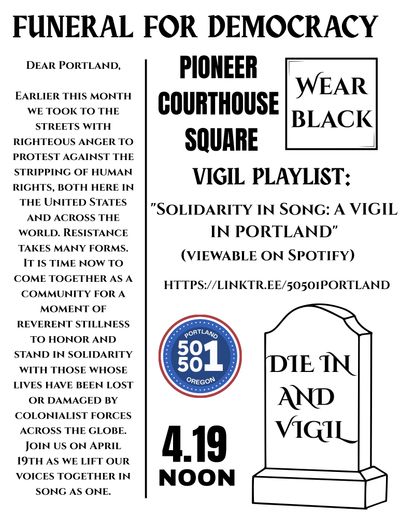 FUNERAL FOR DEMOCRACY
Dear Portland,
Earlier this month
we took to the
streets with
righteous anger to
protest against the
stripping of human
rights, both here in
the United States
and across the
world. Resistance
takes many forms.
It is time now to
come together as a
community for a
moment of
reverent stillness
to honor and
stand in solidarity
with those whose
lives have been lost
or damaged by
colonialist forces
across the globe.
Join us on April
19th as we lift our
voices together in
song as one.
PIONEER
COURTHOUSE
SQUARE
Wear
black
VIGIL PLAYLIST:
"Solidarity in Song: a VIGIL
IN PORTLAND"
(viewable on Spotify)
https://linktr.ee/50501Portland
PORTLAND
50
501
OREGON
4.19
NOON
DIE IN
AND
VIGIL